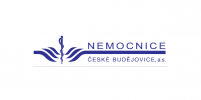 NEMOCNICE
ČESKÉ BUDĚJOVICE, a.s.